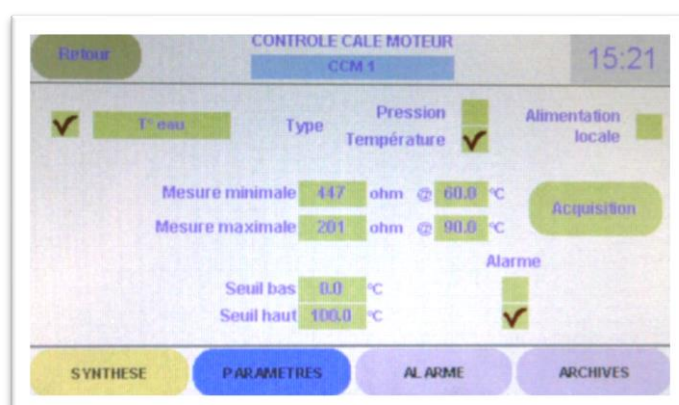 Retour
CONTROLE CALE MOTEUR
CCM 1
15:21
T° eau
Type
Pression
Température
Alimentation
locale
Mesure minimale 447 ohm @ 60.0 °C
Mesure maximale 201 ohm @ 90.0 °C
Acquisition
Alarme
Seuil bas 0.0 °C
Seuil haut 100.0 °C
SYNTHESE PARAMETRES ALARME ARCHIVES